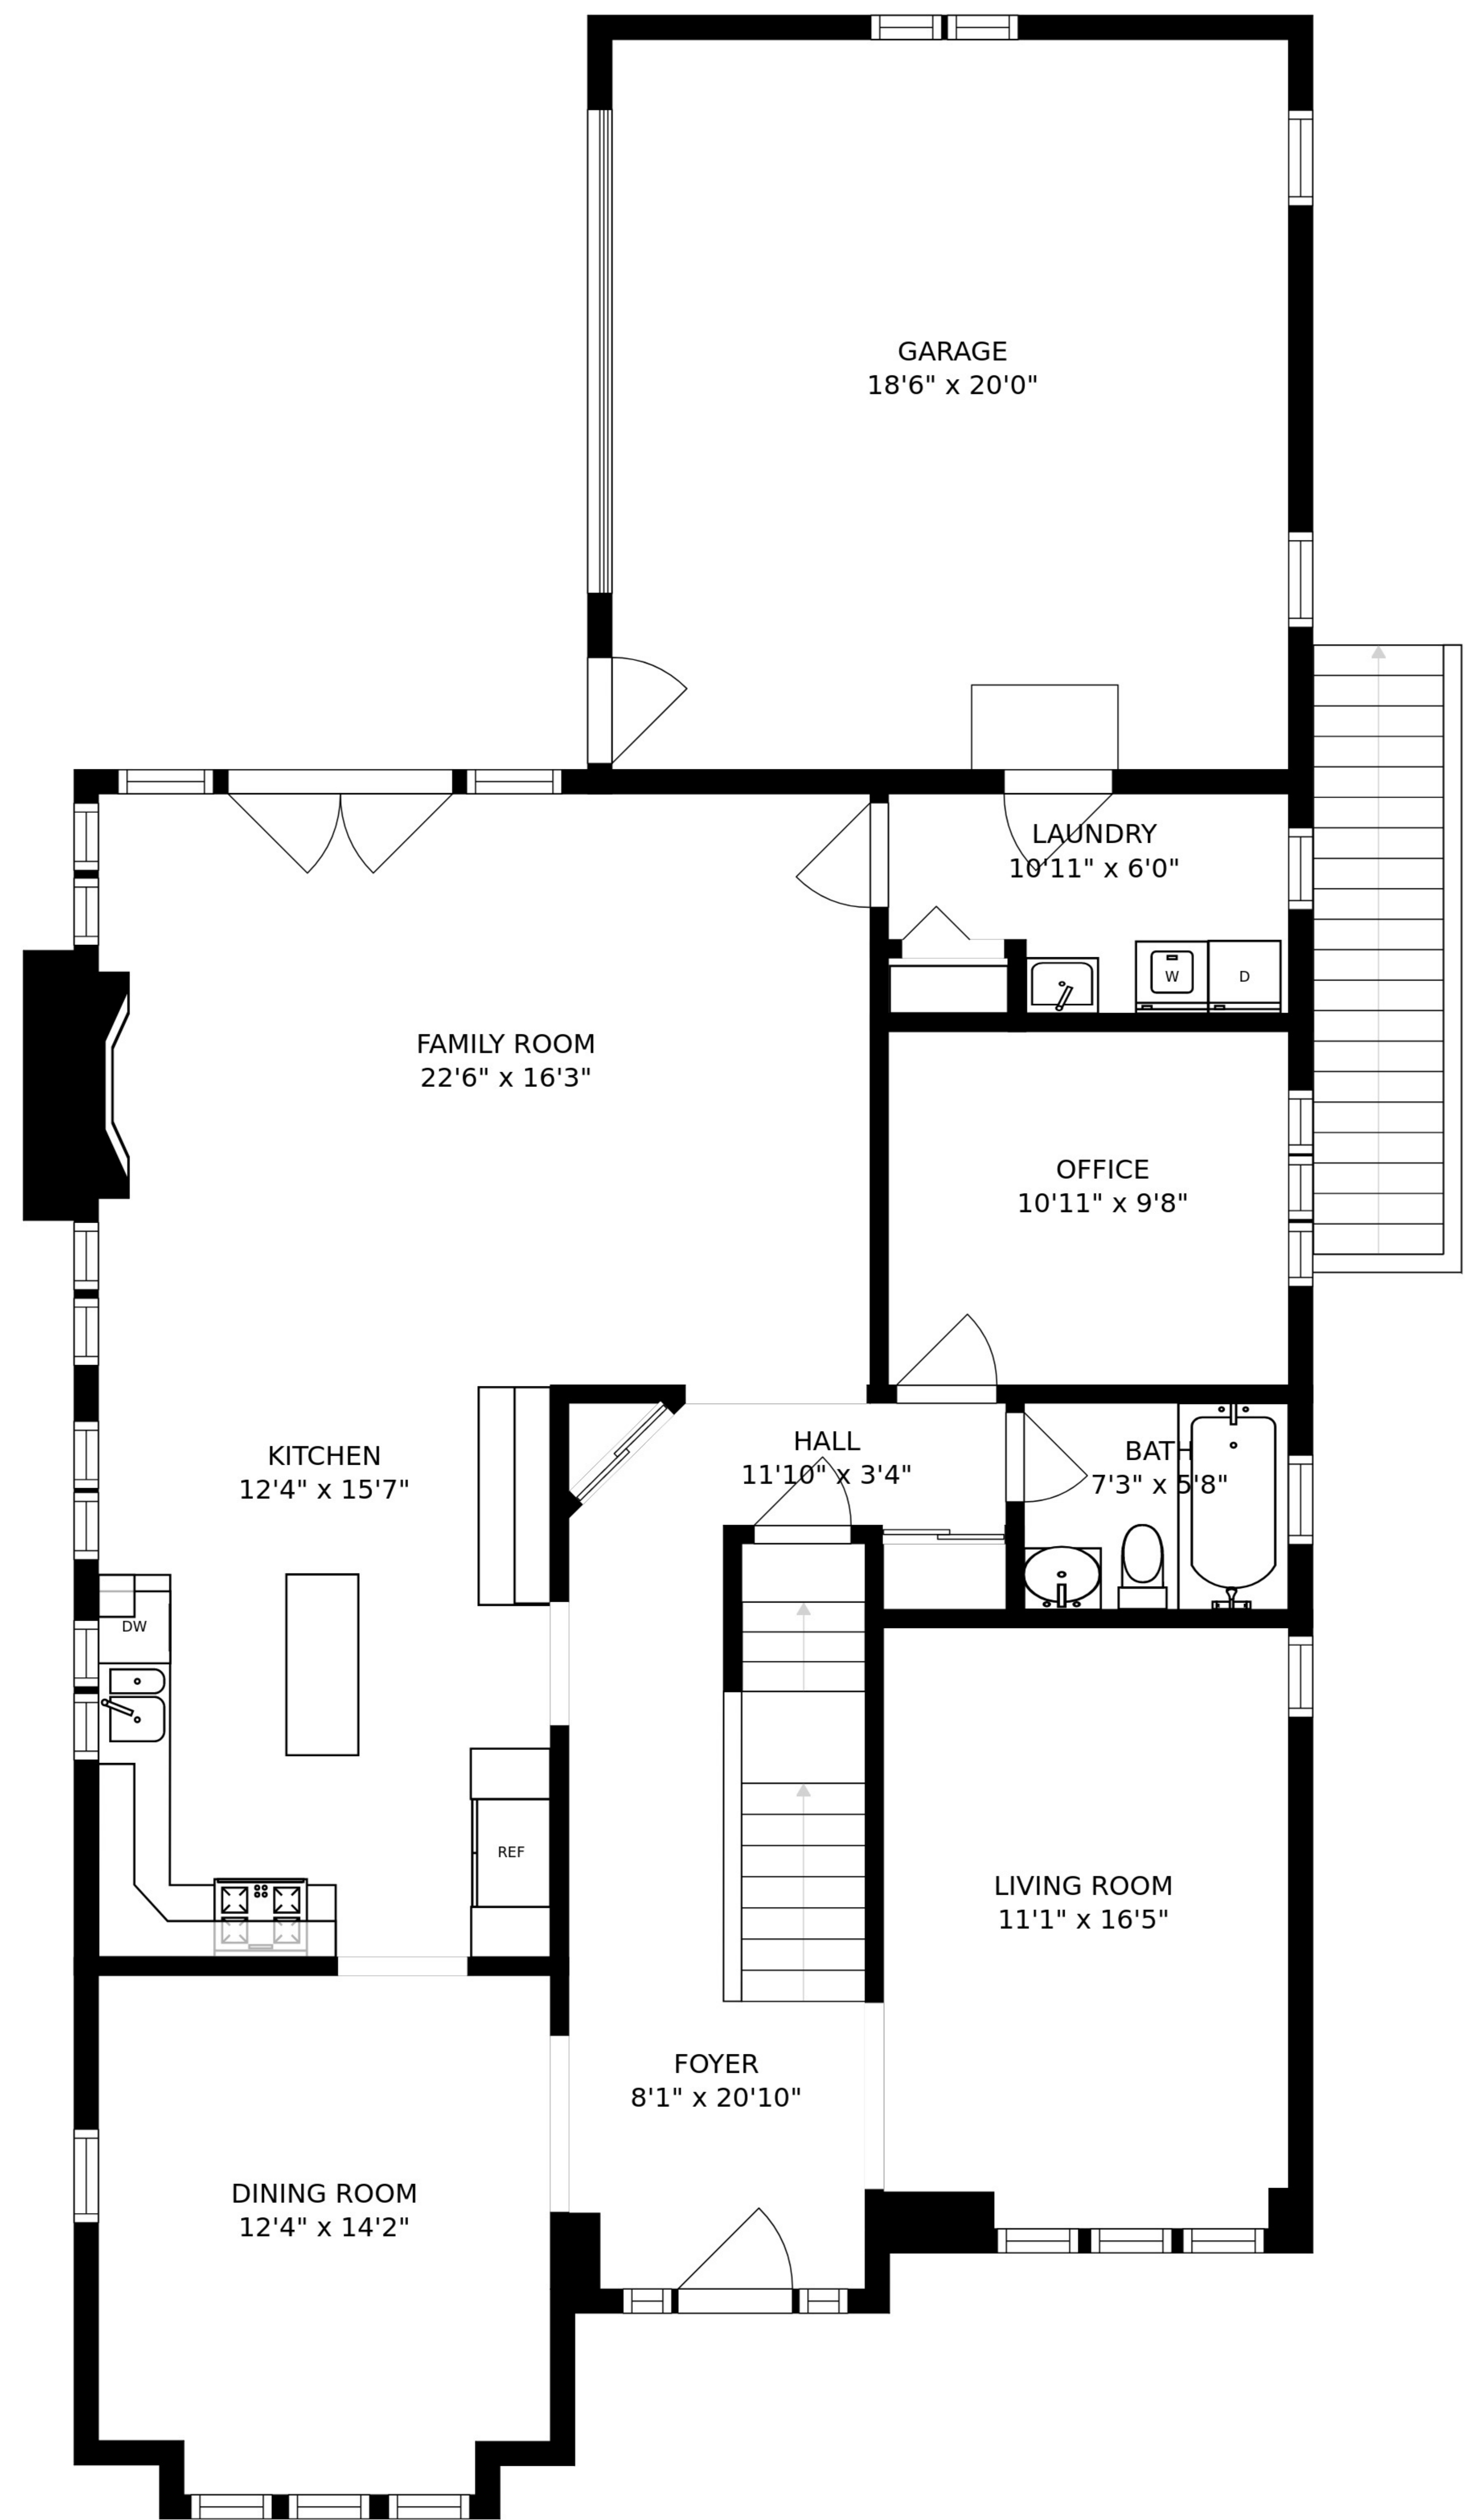 GARAGE
18'6" x 20'0"
LAUNDRY
10'11" x 6'0"
W
D
FAMILY ROOM
22'6" x 16'3"
OFFICE
10'11" x 9'8"
KITCHEN
12'4" x 15'7"
HALL
11'10" x 3'4"
BATH
7'3" x 5'8"
DW
REF
LIVING ROOM
11'1" x 16'5"
FOYER
8'1" x 20'10"
DINING ROOM
12'4" x 14'2"